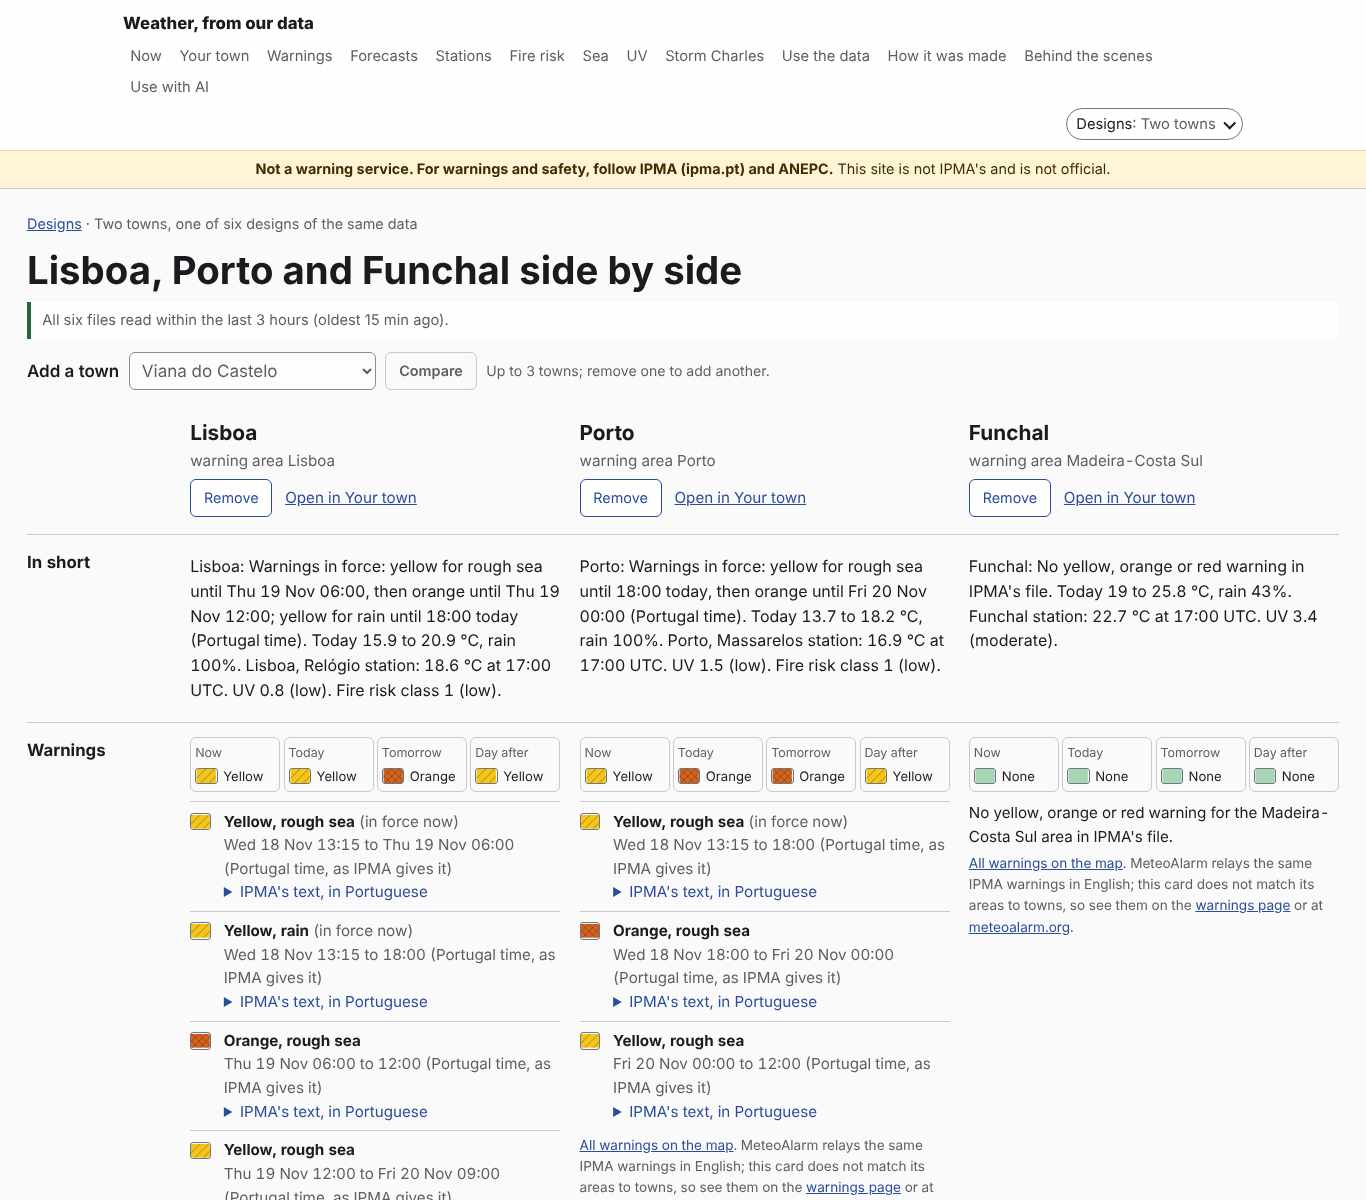 Weather, from our data
Now Your town Warnings Forecasts Stations Fire risk Sea UV Storm Charles Use the data How it was made Behind the scenes
Use with AI
Designs: Two towns
Not a warning service. For warnings and safety, follow IPMA (ipma.pt) and ANEPC. This site is not IPMA's and is not official.
Designs · Two towns, one of six designs of the same data
Lisboa, Porto and Funchal side by side
All six files read within the last 3 hours (oldest 15 min ago).
Add a town Viana do Castelo Compare Up to 3 towns; remove one to add another.
Lisboa
warning area Lisboa
Remove Open in Your town
Porto
warning area Porto
Remove Open in Your town
Funchal
warning area Madeira-Costa Sul
Remove Open in Your town
In short
Lisboa: Warnings in force: yellow for rough sea
until Thu 19 Nov 06:00, then orange until Thu 19
Nov 12:00; yellow for rain until 18:00 today
(Portugal time). Today 15.9 to 20.9 °C, rain
100%. Lisboa, Relógio station: 18.6 °C at 17:00
UTC. UV 0.8 (low). Fire risk class 1 (low).
Porto: Warnings in force: yellow for rough sea
until 18:00 today, then orange until Fri 20 Nov
00:00 (Portugal time). Today 13.7 to 18.2 °C,
rain 100%. Porto, Massarelos station: 16.9 °C at
17:00 UTC. UV 1.5 (low). Fire risk class 1 (low).
Funchal: No yellow, orange or red warning in
IPMA's file. Today 19 to 25.8 °C, rain 43%.
Funchal station: 22.7 °C at 17:00 UTC. UV 3.4
(moderate).
Warnings
Now Today Tomorrow Day after
Yellow Yellow Orange Yellow
Yellow, rough sea (in force now)
Wed 18 Nov 13:15 to Thu 19 Nov 06:00
(Portugal time, as IPMA gives it)
IPMA's text, in Portuguese
Yellow, rain (in force now)
Wed 18 Nov 13:15 to 18:00 (Portugal time, as
IPMA gives it)
IPMA's text, in Portuguese
Orange, rough sea
Thu 19 Nov 06:00 to 12:00 (Portugal time, as
IPMA gives it)
IPMA's text, in Portuguese
Yellow, rough sea
Thu 19 Nov 12:00 to Fri 20 Nov 09:00
(Portugal time, as IPMA gives it)
Now Today Tomorrow Day after
Yellow Orange Orange Yellow
Yellow, rough sea (in force now)
Wed 18 Nov 13:15 to 18:00 (Portugal time, as
IPMA gives it)
IPMA's text, in Portuguese
Orange, rough sea
Wed 18 Nov 18:00 to Fri 20 Nov 00:00
(Portugal time, as IPMA gives it)
IPMA's text, in Portuguese
Yellow, rough sea
Fri 20 Nov 00:00 to 12:00 (Portugal time, as
IPMA gives it)
IPMA's text, in Portuguese
All warnings on the map. MeteoAlarm relays the same
IPMA warnings in English; this card does not match its
areas to towns, so see them on the warnings page or at
Now Today Tomorrow Day after
None None None None
No yellow, orange or red warning for the Madeira-
Costa Sul area in IPMA's file.
All warnings on the map. MeteoAlarm relays the same
IPMA warnings in English; this card does not match its
areas to towns, so see them on the warnings page or at
meteoalarm.org.